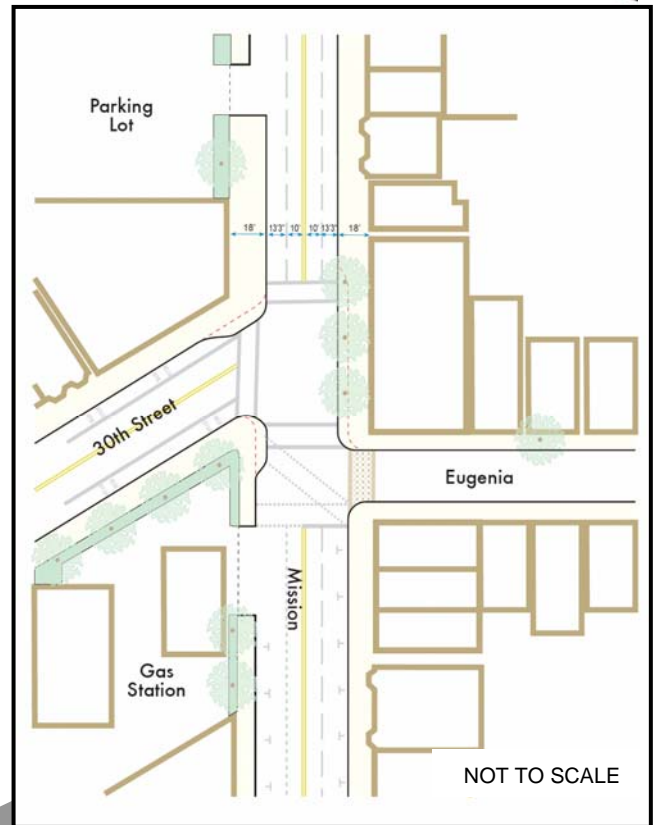 Parking
Lot
18' 13'3" 10' 10' 13'3" 18'
30th Street
Eugenia
Mission
Gas
Station
NOT TO SCALE